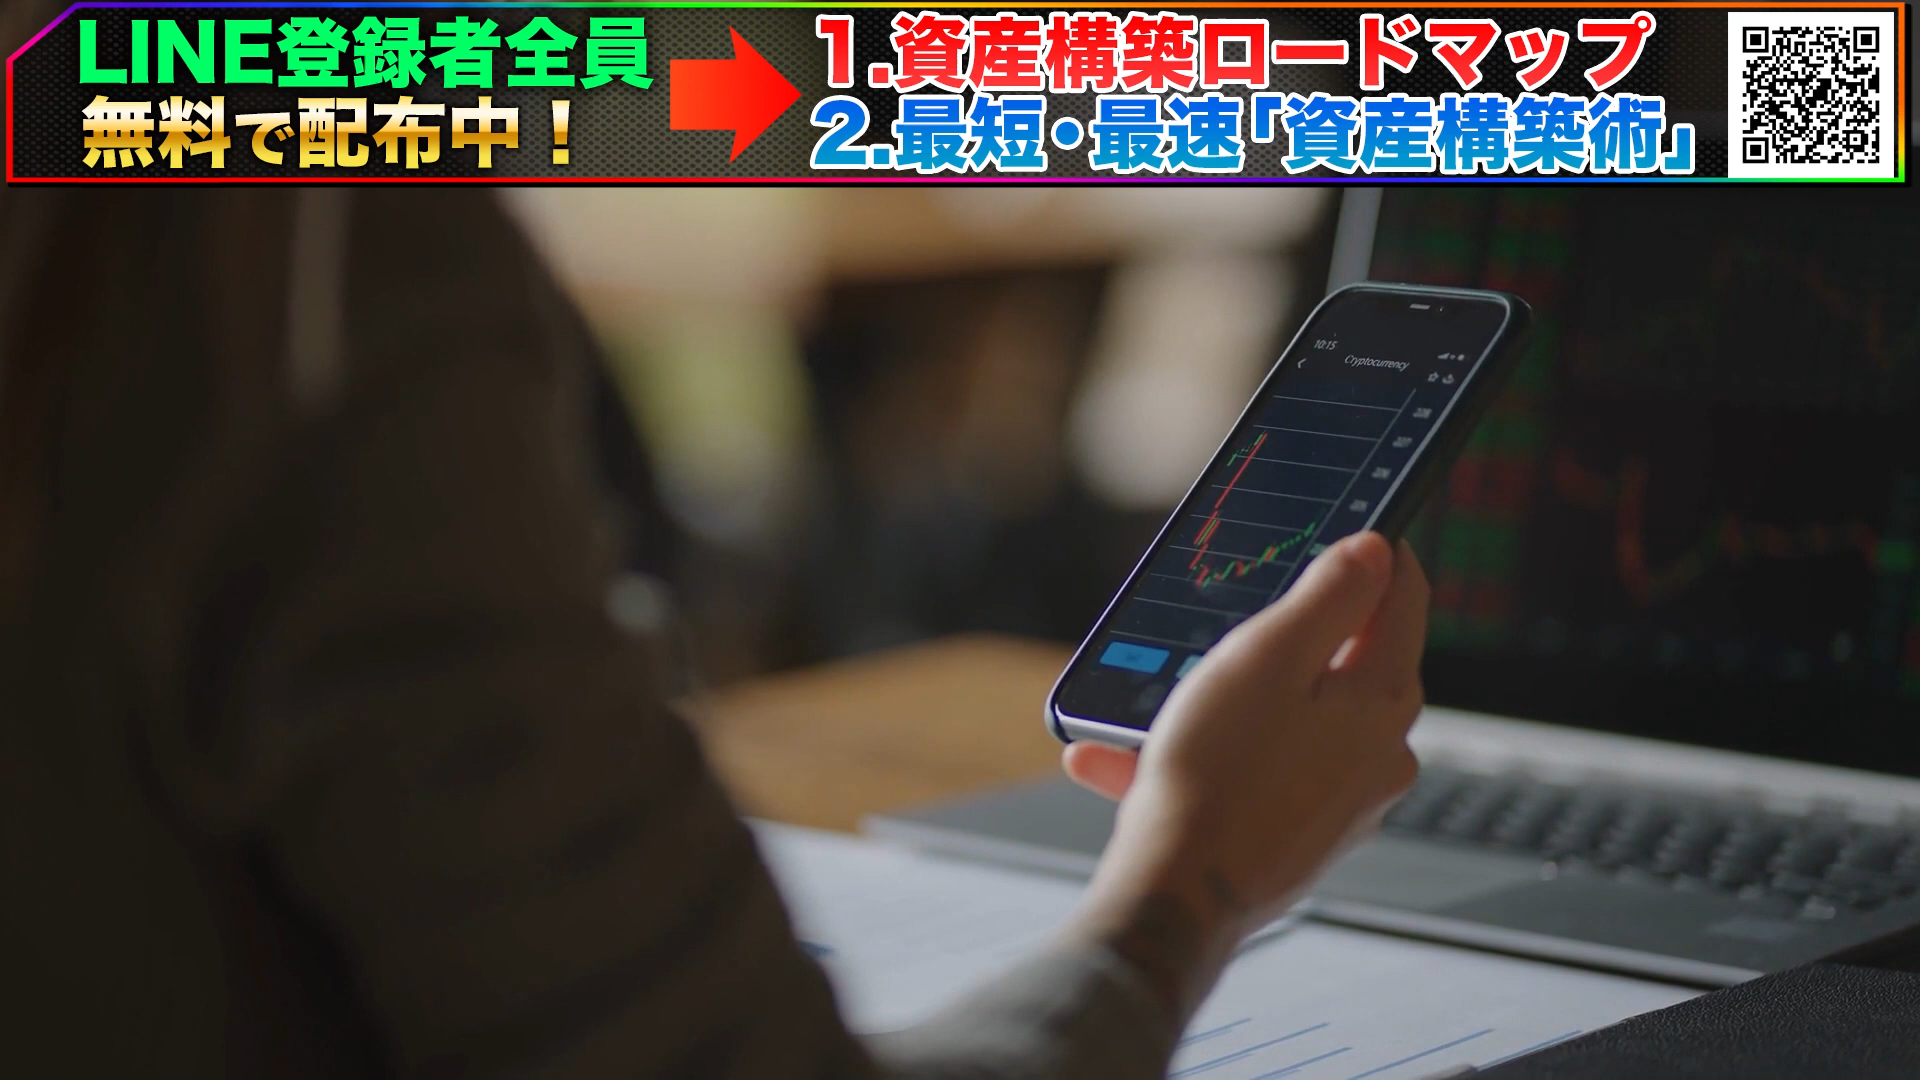 LINE登録者全員
無料で配布中！
1.資産構築ロードマップ
2.最短・最速「資産構築術」
10:15
Cryptocurrency